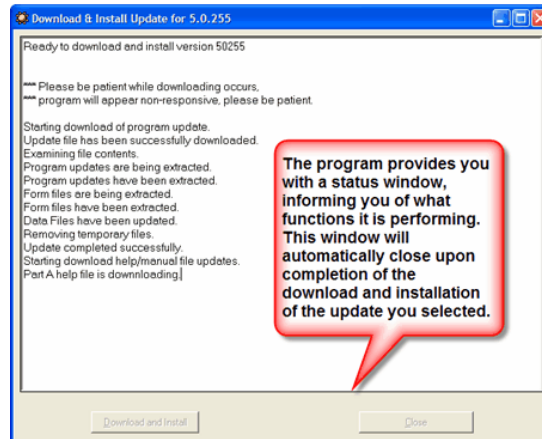 Download & Install Update for 5.0.255
Ready to download and install version 50255
*** Please be patient while downloading occurs,
*** program will appear non-responsive, please be patient.
Starting download of program update.
Update file has been successfully downloaded.
Examining file contents.
Program updates are being extracted.
Program updates have been extracted.
Form files are being extracted.
Form files have been extracted.
Data Files have been updated.
Removing temporary files.
Update completed successfully.
Starting download help/manual file updates.
Part A help file is downnloading.
The program provides you
with a status window,
informing you of what
functions it is performing.
This window will
automatically close upon
completion of the
download and installation
of the update you selected.
Download and Install
Close